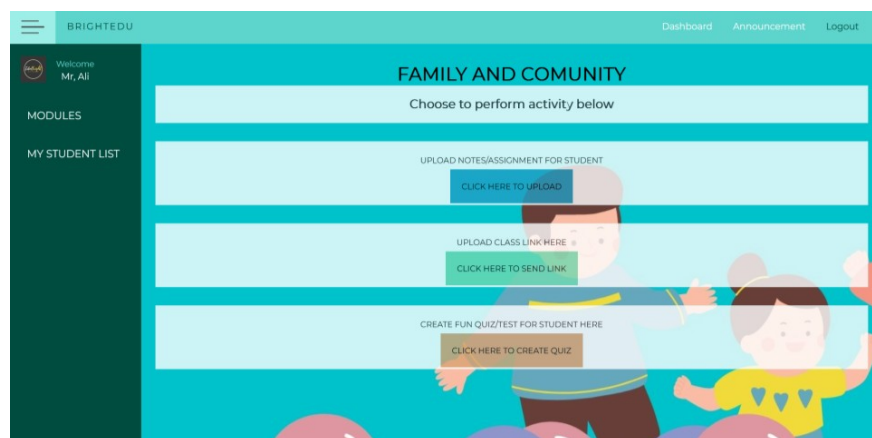 BRIGHTEDU
Dashboard Announcement Logout
Welcome
Mr, Ali
MODULES
MY STUDENT LIST
FAMILY AND COMUNITY
Choose to perform activity below
UPLOAD NOTES/ASSIGNMENT FOR STUDENT
CLICK HERE TO UPLOAD
UPLOAD CLASS LINK HERE
CLICK HERE TO SEND LINK
CREATE FUN QUIZ/TEST FOR STUDENT HERE
CLICK HERE TO CREATE QUIZ